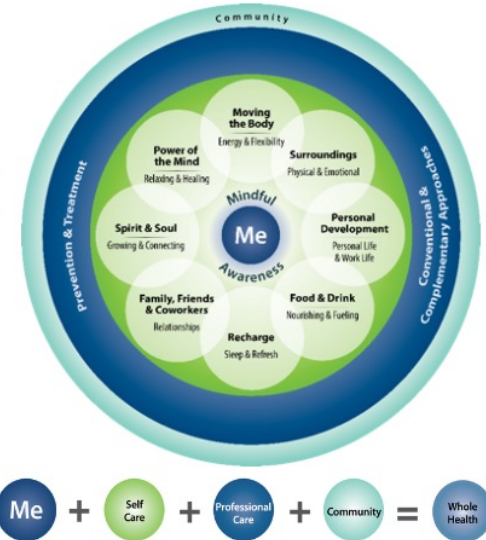 Community
Prevention & Treatment
Conventional &
Complementary Approaches
Moving
the Body
Energy & Flexibility
Surroundings
Physical & Emotional
Personal
Development
Personal Life
& Work Life
Food & Drink
Nourishing & Fueling
Recharge
Sleep & Refresh
Family, Friends
& Coworkers
Relationships
Spirit & Soul
Growing & Connecting
Power of
the Mind
Relaxing & Healing
Mindful
Me
Awareness
Me + Self Care + Professional Care + Community = Whole Health